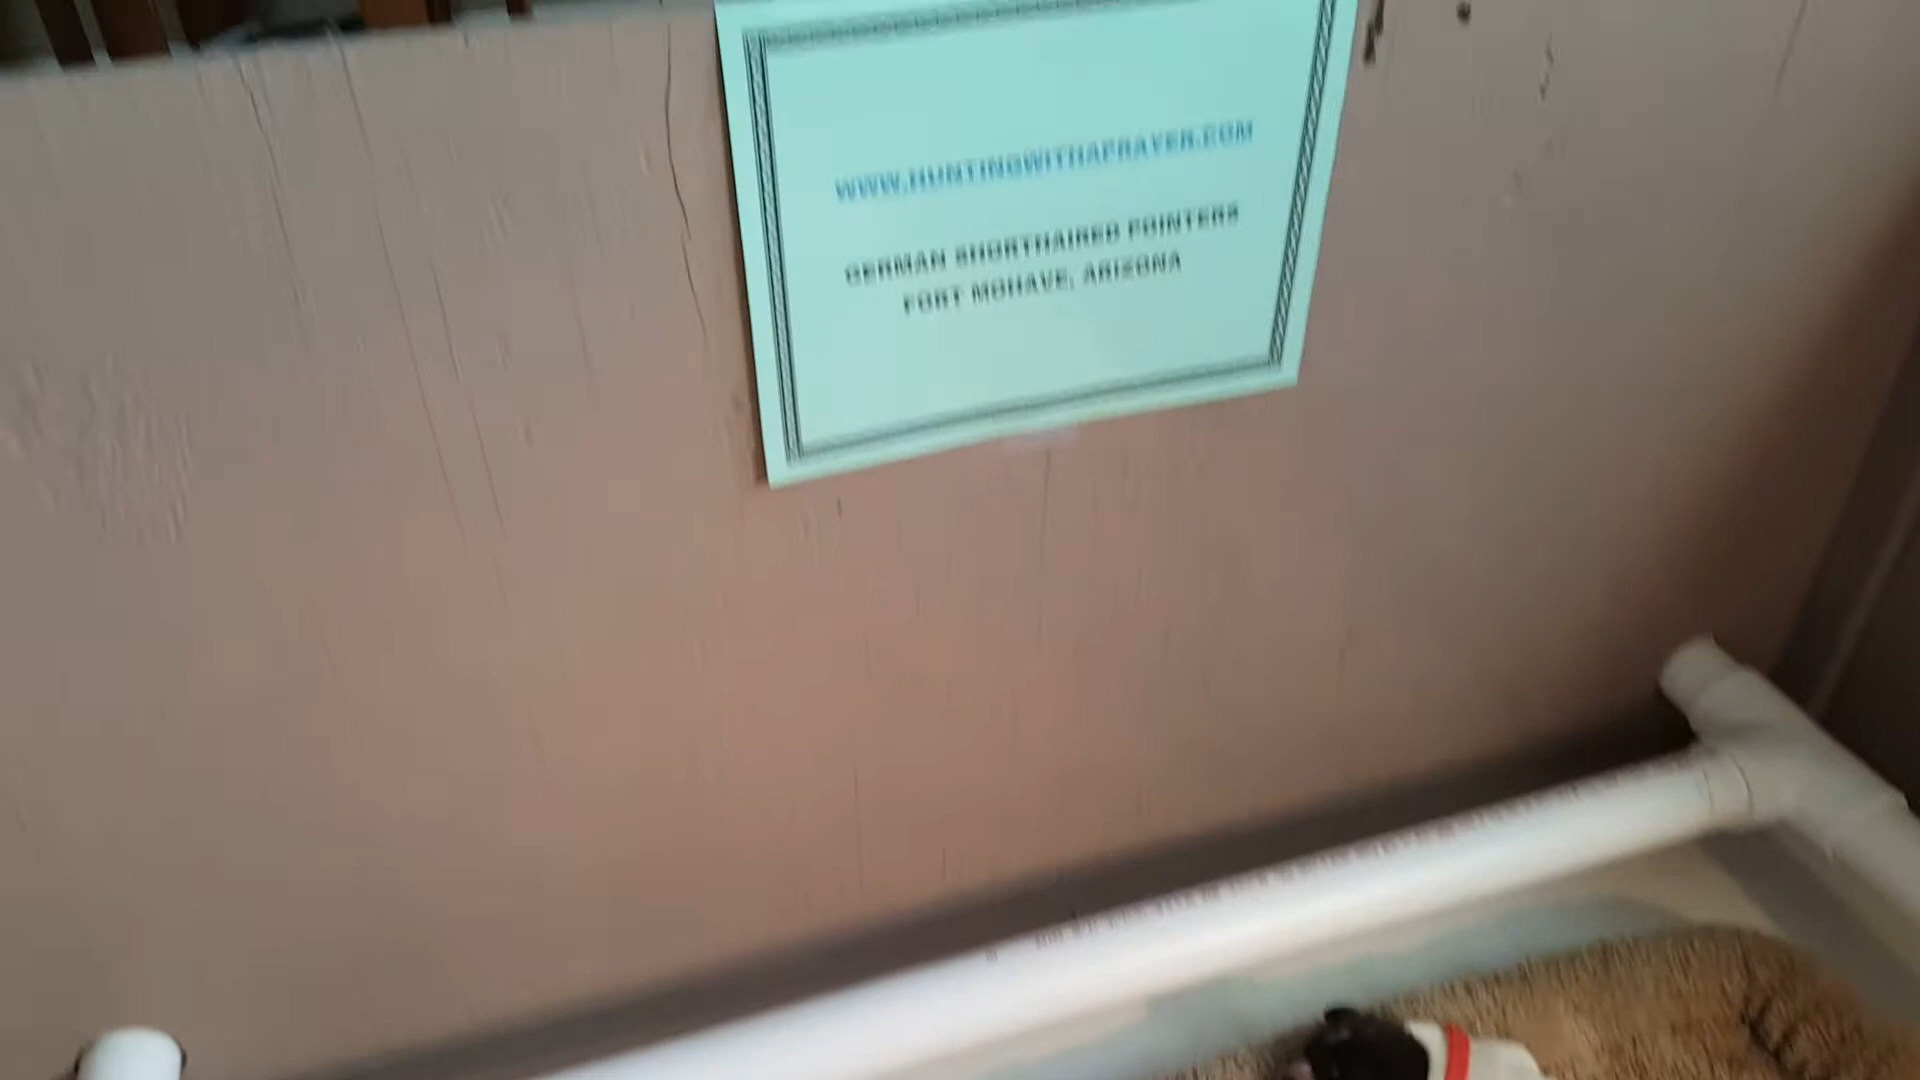 WWW.HUNTINGWITHAPRAYER.COM
GERMAN SHORTHAIRED POINTERS
FORT MOHAVE, ARIZONA